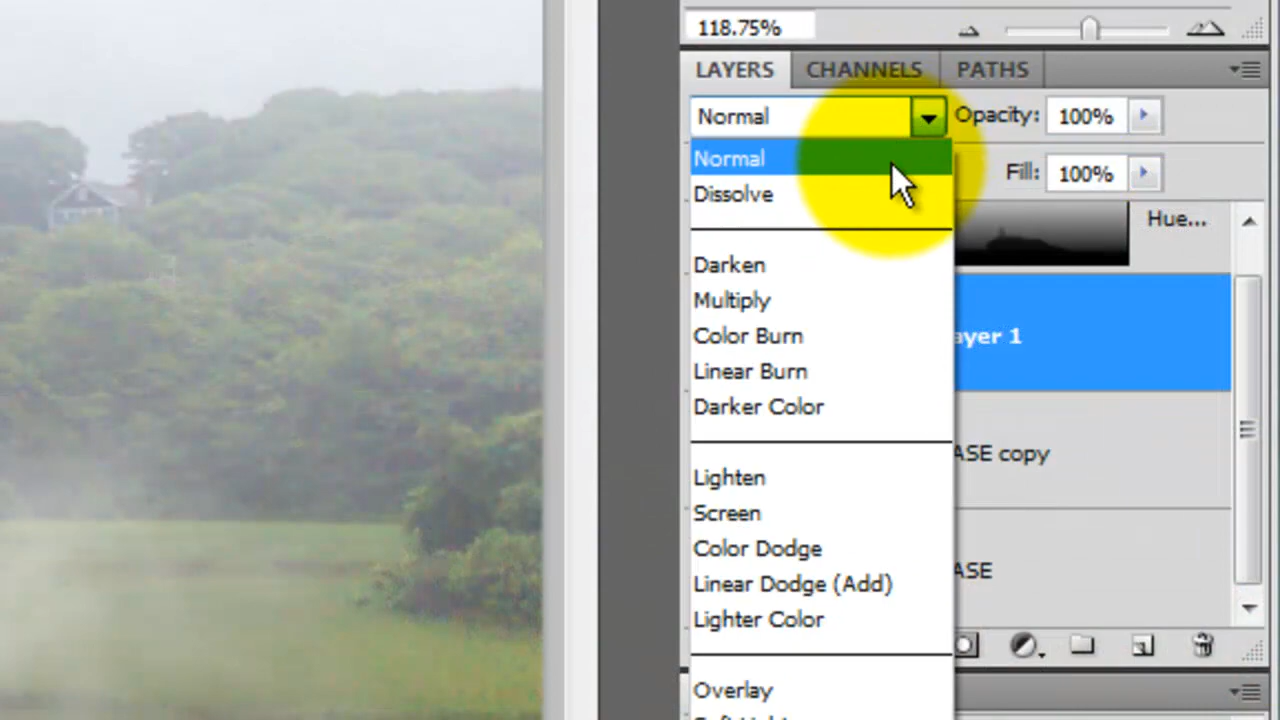 118.75%
LAYERS CHANNELS PATHS
Normal Opacity: 100%
Normal
Fill: 100%
Dissolve
Hue...
Darken
Multiply
Color Burn
ayer 1
Linear Burn
Darker Color
ASE copy
Lighten
Screen
Color Dodge
ASE
Linear Dodge (Add)
Lighter Color
Overlay